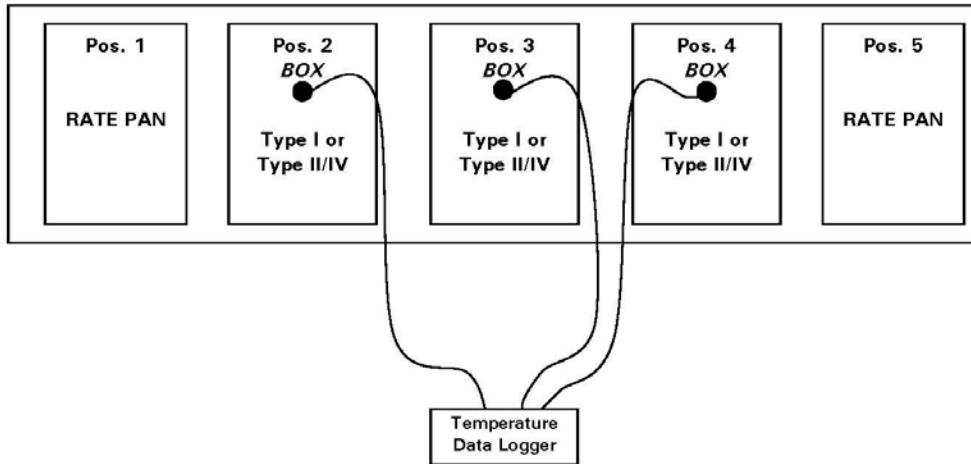 Pos. 1
RATE PAN
Pos. 2
BOX
Type I or
Type II/IV
Pos. 3
BOX
Type I or
Type II/IV
Pos. 4
BOX
Type I or
Type II/IV
Pos. 5
RATE PAN
Temperature
Data Logger